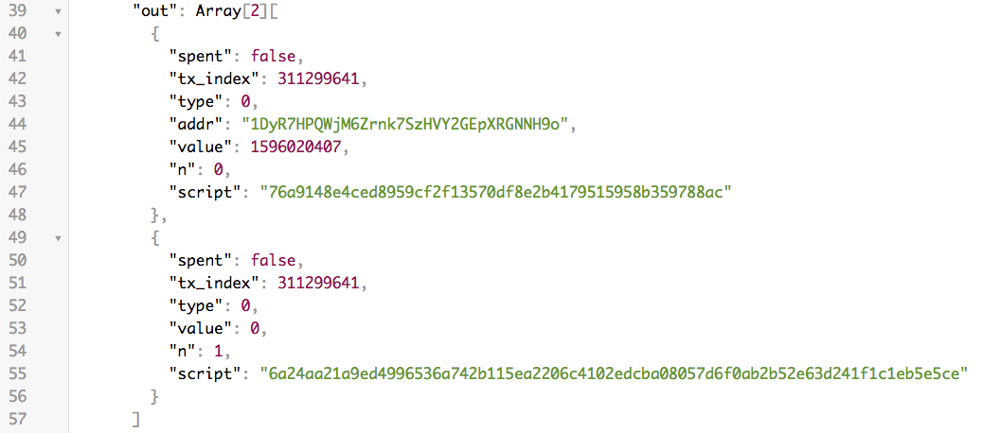 39 ▾ "out": Array[2][
40 ▾ {
41 "spent": false,
42 "tx_index": 311299641,
43 "type": 0,
44 "addr": "1DyR7HPQWjM6Zrnk7SzHVY2GEpXRGNNH9o",
45 "value": 1596020407,
46 "n": 0,
47 "script": "76a9148e4ced8959cf2f13570df8e2b4179515958b359788ac"
48 },
49 ▾ {
50 "spent": false,
51 "tx_index": 311299641,
52 "type": 0,
53 "value": 0,
54 "n": 1,
55 "script": "6a24aa21a9ed4996536a742b115ea2206c4102edcba08057d6f0ab2b52e63d241f1c1eb5e5ce"
56 }
57 ]